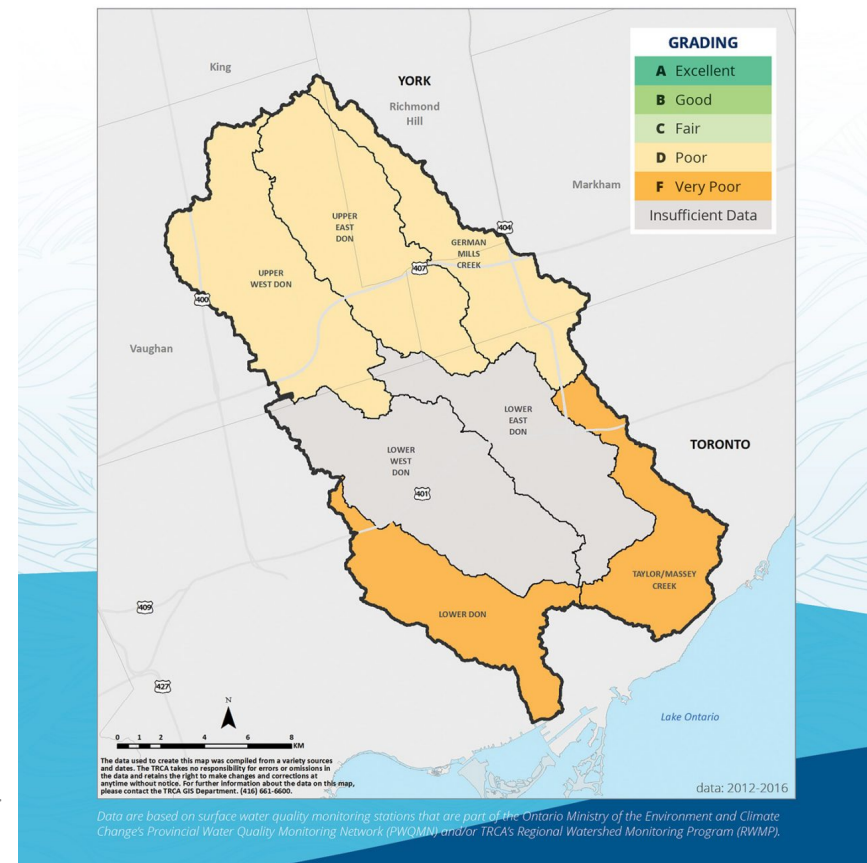 GRADING
A Excellent
B Good
C Fair
D Poor
F Very Poor
Insufficient Data
King
YORK
Richmond
Hill
Markham
404
UPPER
EAST
DON
GERMAN
MILLS
CREEK
407
UPPER
WEST DON
400
Vaughan
LOWER
EAST
DON
TORONTO
LOWER
WEST
DON
401
TAYLOR/MASSEY
CREEK
409
LOWER DON
427
N
Lake Ontario
0 1 2 4 6 8
KM
The data used to create this map was compiled from a variety sources
and dates. The TRCA takes no responsibility for errors or omissions in
the data and retains the right to make changes and corrections at
anytime without notice. For further information about the data on this map,
please contact the TRCA GIS Department. (416) 661-6600.
data: 2012-2016
Data are based on surface water quality monitoring stations that are part of the Ontario Ministry of the Environment and Climate
Change's Provincial Water Quality Monitoring Network (PWQMN) and/or TRCA's Regional Watershed Monitoring Program (RWMP).